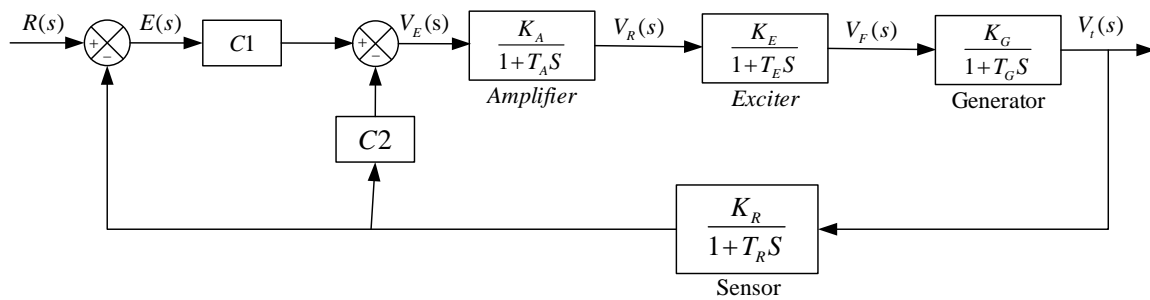 R(s)
+
−
E(s)
C1
+
−
V_E(s)
K_A
1+T_A S
Amplifier
V_R(s)
K_E
1+T_E S
Exciter
V_F(s)
K_G
1+T_G S
Generator
V_t(s)
C2
K_R
1+T_R S
Sensor